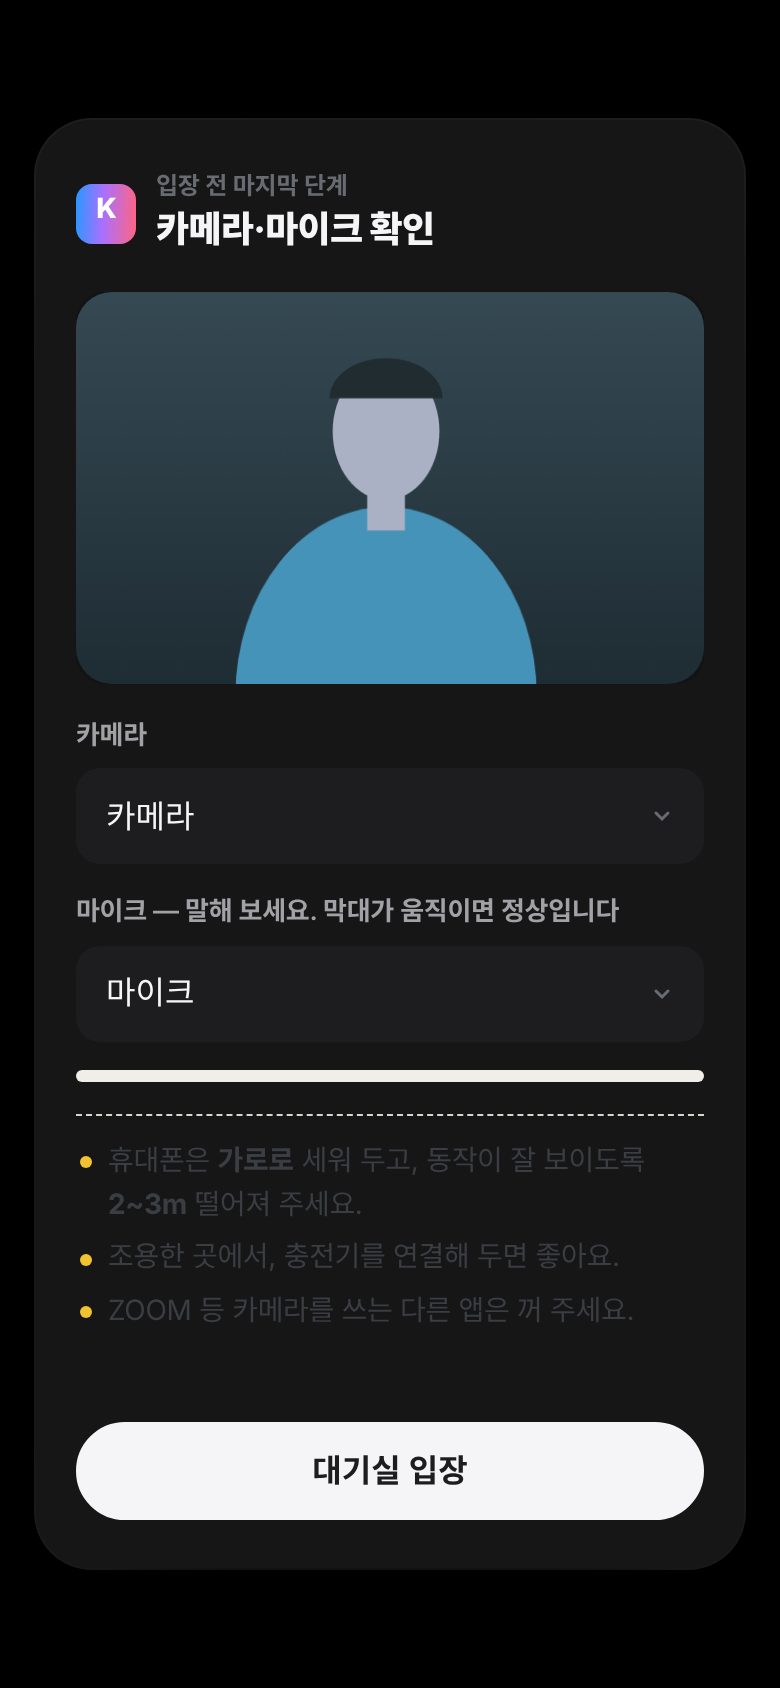 K
입장 전 마지막 단계
카메라·마이크 확인
카메라
카메라
마이크 — 말해 보세요. 막대가 움직이면 정상입니다
마이크
휴대폰은 가로로 세워 두고, 동작이 잘 보이도록
2~3m 떨어져 주세요.
조용한 곳에서, 충전기를 연결해 두면 좋아요.
ZOOM 등 카메라를 쓰는 다른 앱은 꺼 주세요.
대기실 입장